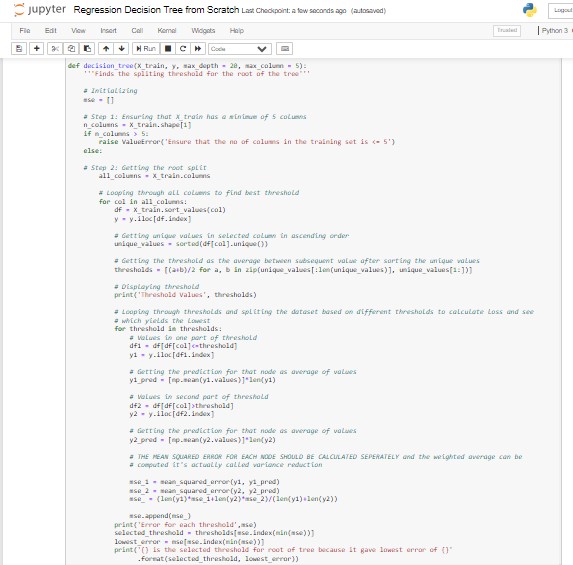 jupyter Regression Decision Tree from Scratch Last Checkpoint: a few seconds ago (autosaved)
Logout
File Edit View Insert Cell Kernel Widgets Help
Trusted
Python 3
Run
Code
def decision_tree(X_train, y, max_depth = 20, max_column = 5):
'''Finds the spliting threshold for the root of the tree'''
# Initializing
mse = []
# Step 1: Ensuring that X_train has a minimum of 5 columns
n_columns = X_train.shape[1]
if n_columns > 5:
raise ValueError('Ensure that the no of columns in the training set is <= 5')
else:
# Step 2: Getting the root split
all_columns = X_train.columns
# Looping through all columns to find best threshold
for col in all_columns:
df = X_train.sort_values(col)
y = y.iloc[df.index]
# Getting unique values in selected column in ascending order
unique_values = sorted(df[col].unique())
# Getting the threshold as the average between subsequent value after sorting the unique values
thresholds = [(a+b)/2 for a, b in zip(unique_values[:len(unique_values)], unique_values[1:])]
# Displaying threshold
print('Threshold Values', thresholds)
# Looping through thresholds and spliting the dataset based on different thresholds to calculate Loss and see
# which yields the lowest
for threshold in thresholds:
# Values in one part of threshold
df1 = df[df[col]<=threshold]
y1 = y.iloc[df1.index]
# Getting the prediction for that node as average of values
y1_pred = [np.mean(y1.values)]*len(y1)
# Values in second part of threshold
df2 = df[df[col]>threshold]
y2 = y.iloc[df2.index]
# Getting the prediction for that node as average of values
y2_pred = [np.mean(y2.values)]*len(y2)
# THE MEAN SQUARED ERROR FOR EACH NODE SHOULD BE CALCULATED SEPERATELY and the weighted average can be
# computed it's actually called variance reduction
mse_1 = mean_squared_error(y1, y1_pred)
mse_2 = mean_squared_error(y2, y2_pred)
mse_ = (len(y1)*mse_1+len(y2)*mse_2)/(len(y1)+len(y2))
mse.append(mse_)
print('Error for each threshold',mse)
selected_threshold = thresholds[mse.index(min(mse))]
lowest_error = mse[mse.index(min(mse))]
print('{} is the selected threshold for root of tree because it gave lowest error of {}'
.format(selected_threshold, lowest_error))